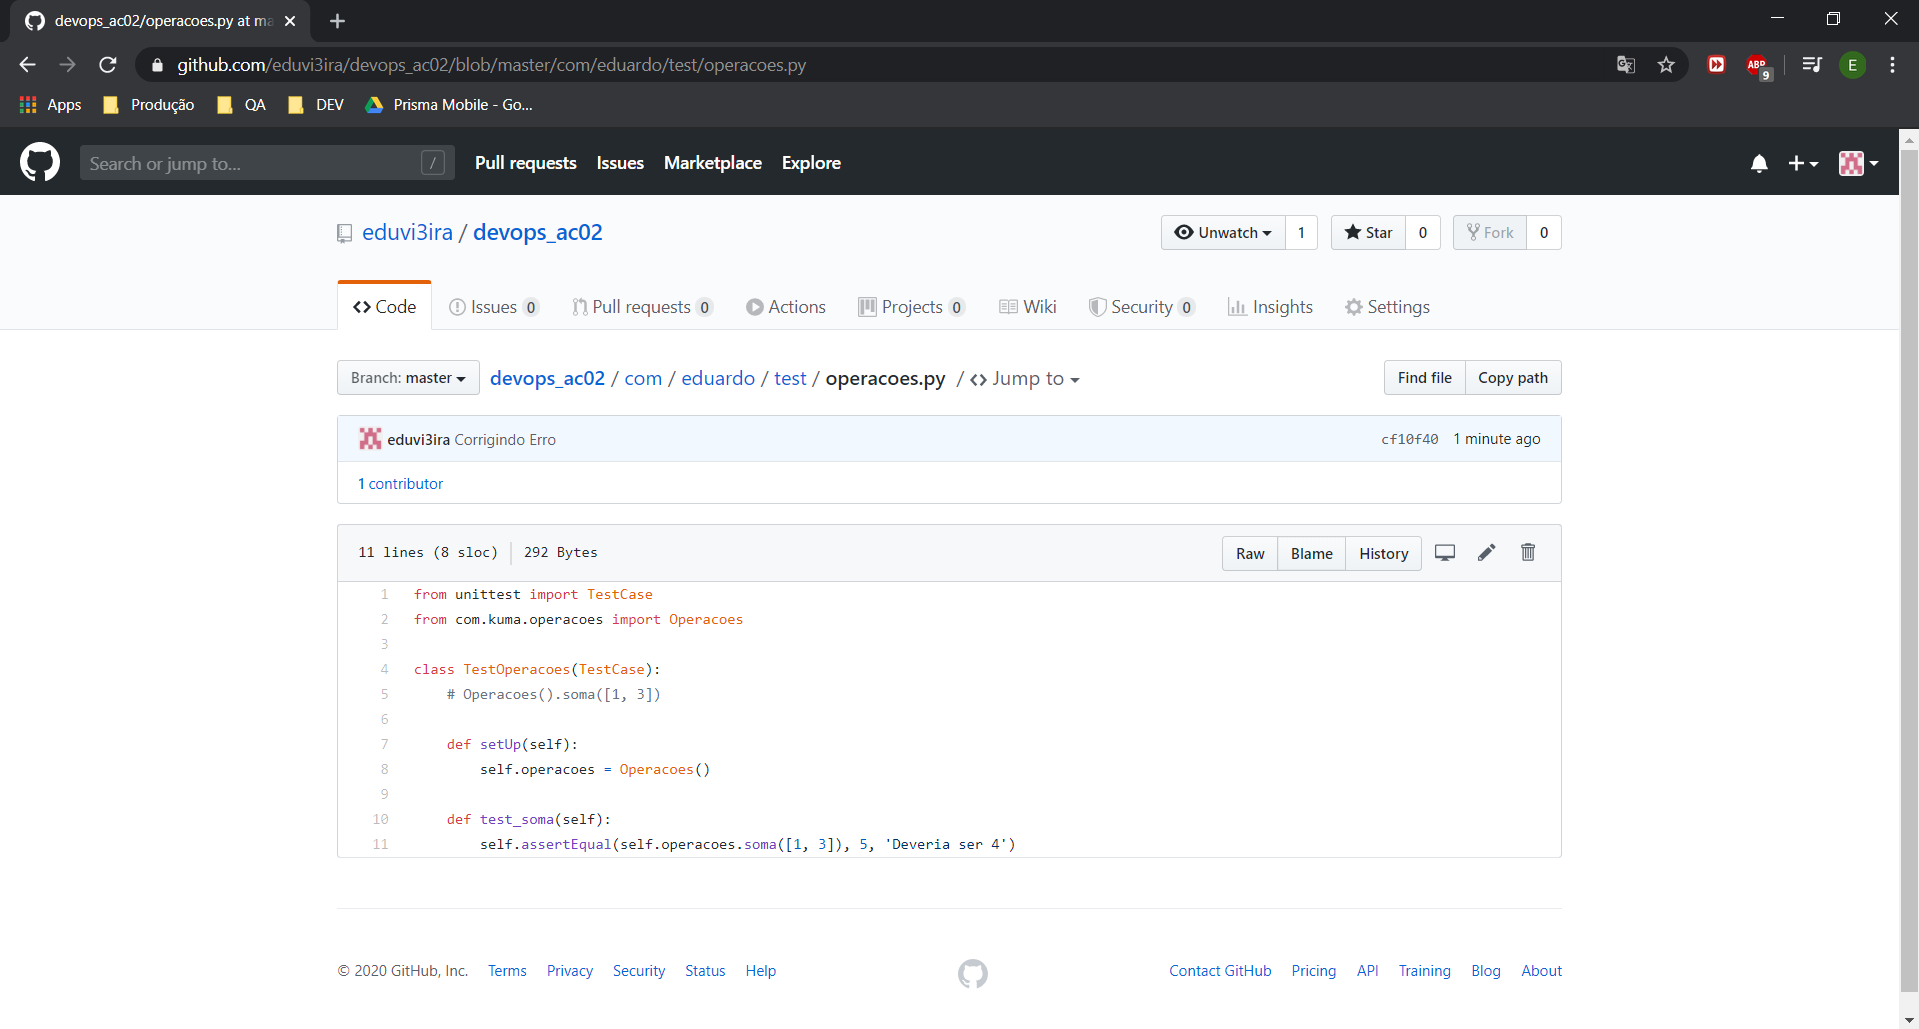 devops_ac02/operacoes.py at ma
github.com/eduvi3ira/devops_ac02/blob/master/com/eduardo/test/operacoes.py
ABP
9
E
Apps
Produção
QA
DEV
Prisma Mobile - Go...
Search or jump to...
/
Pull requests
Issues
Marketplace
Explore
eduvi3ira / devops_ac02
Unwatch
1
Star
0
Fork
0
Code
Issues 0
Pull requests 0
Actions
Projects 0
Wiki
Security 0
Insights
Settings
Branch: master
devops_ac02 / com / eduardo / test / operacoes.py / <> Jump to
Find file
Copy path
eduvi3ira Corrigindo Erro
cf10f40 1 minute ago
1 contributor
11 lines (8 sloc)
292 Bytes
Raw
Blame
History
1 from unittest import TestCase
2 from com.kuma.operacoes import Operacoes
3
4 class TestOperacoes(TestCase):
5     # Operacoes().soma([1, 3])
6
7     def setUp(self):
8         self.operacoes = Operacoes()
9
10     def test_soma(self):
11         self.assertEqual(self.operacoes.soma([1, 3]), 5, 'Deveria ser 4')
© 2020 GitHub, Inc.
Terms
Privacy
Security
Status
Help
Contact GitHub
Pricing
API
Training
Blog
About